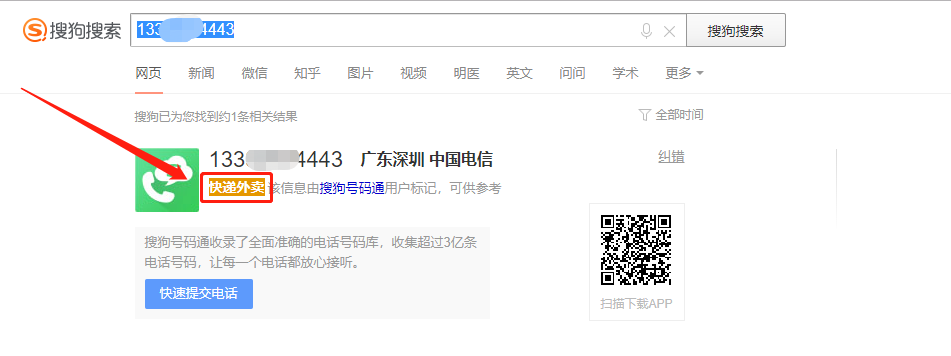 搜狗搜索 133 4443 搜狗搜索
网页 新闻 微信 知乎 图片 视频 明医 英文 问问 学术 更多
搜狗已为您找到约1条相关结果 全部时间
133 4443 广东深圳 中国电信 纠错
快递外卖 该信息由搜狗号码通用户标记，可供参考
搜狗号码通收录了全面准确的电话号码库，收集超过3亿条
电话号码，让每一个电话都放心接听。
快速提交电话
扫描下载APP